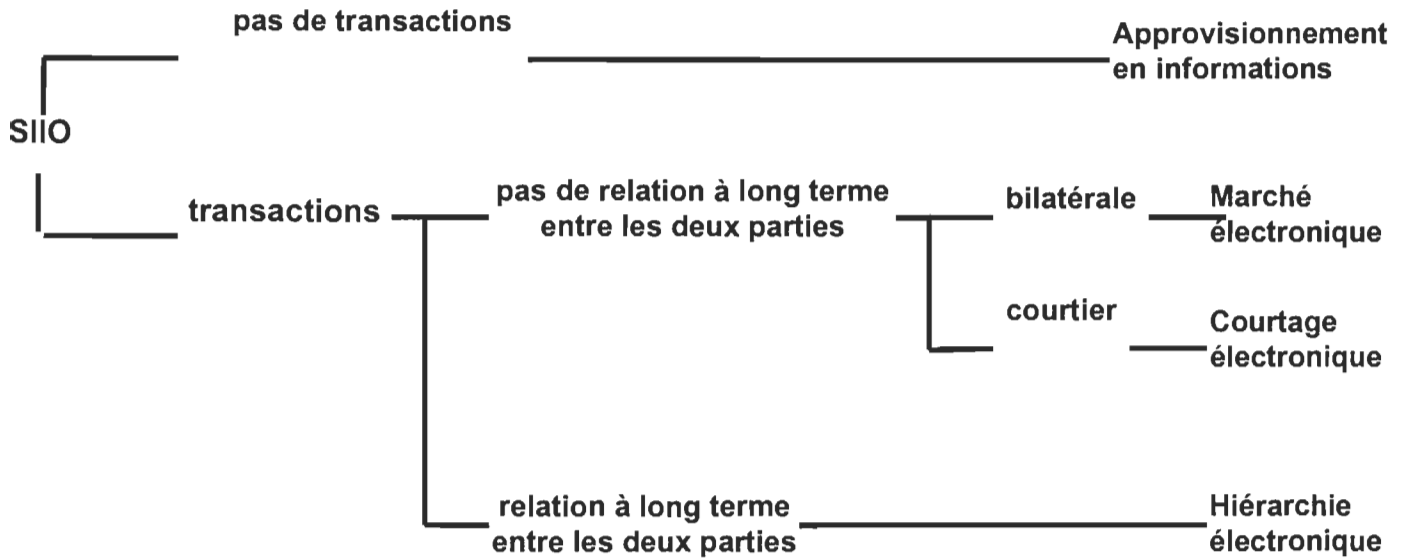 pas de transactions
Approvisionnement
en informations
SIIO
transactions
pas de relation à long terme
entre les deux parties
bilatérale
Marché
électronique
courtier
Courtage
électronique
relation à long terme
entre les deux parties
Hiérarchie
électronique